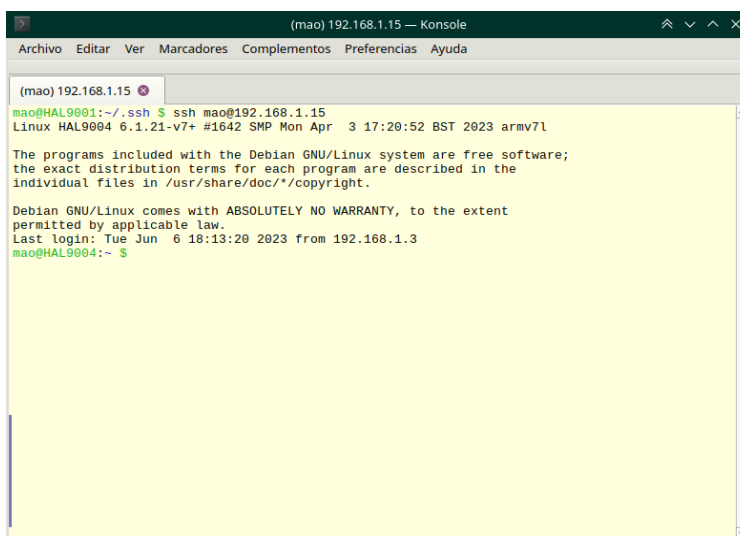 (mao) 192.168.1.15 — Konsole
Archivo Editar Ver Marcadores Complementos Preferencias Ayuda
(mao) 192.168.1.15
mao@HAL9001:~/.ssh $ ssh mao@192.168.1.15
Linux HAL9004 6.1.21-v7+ #1642 SMP Mon Apr  3 17:20:52 BST 2023 armv7l
The programs included with the Debian GNU/Linux system are free software;
the exact distribution terms for each program are described in the
individual files in /usr/share/doc/*/copyright.
Debian GNU/Linux comes with ABSOLUTELY NO WARRANTY, to the extent
permitted by applicable law.
Last login: Tue Jun  6 18:13:20 2023 from 192.168.1.3
mao@HAL9004:~ $